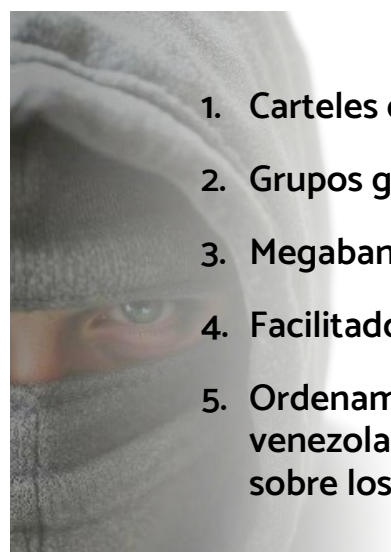 1. Carteles
2. Grupos g
3. Megaban
4. Facilitad
5. Ordenam
venezola
sobre los